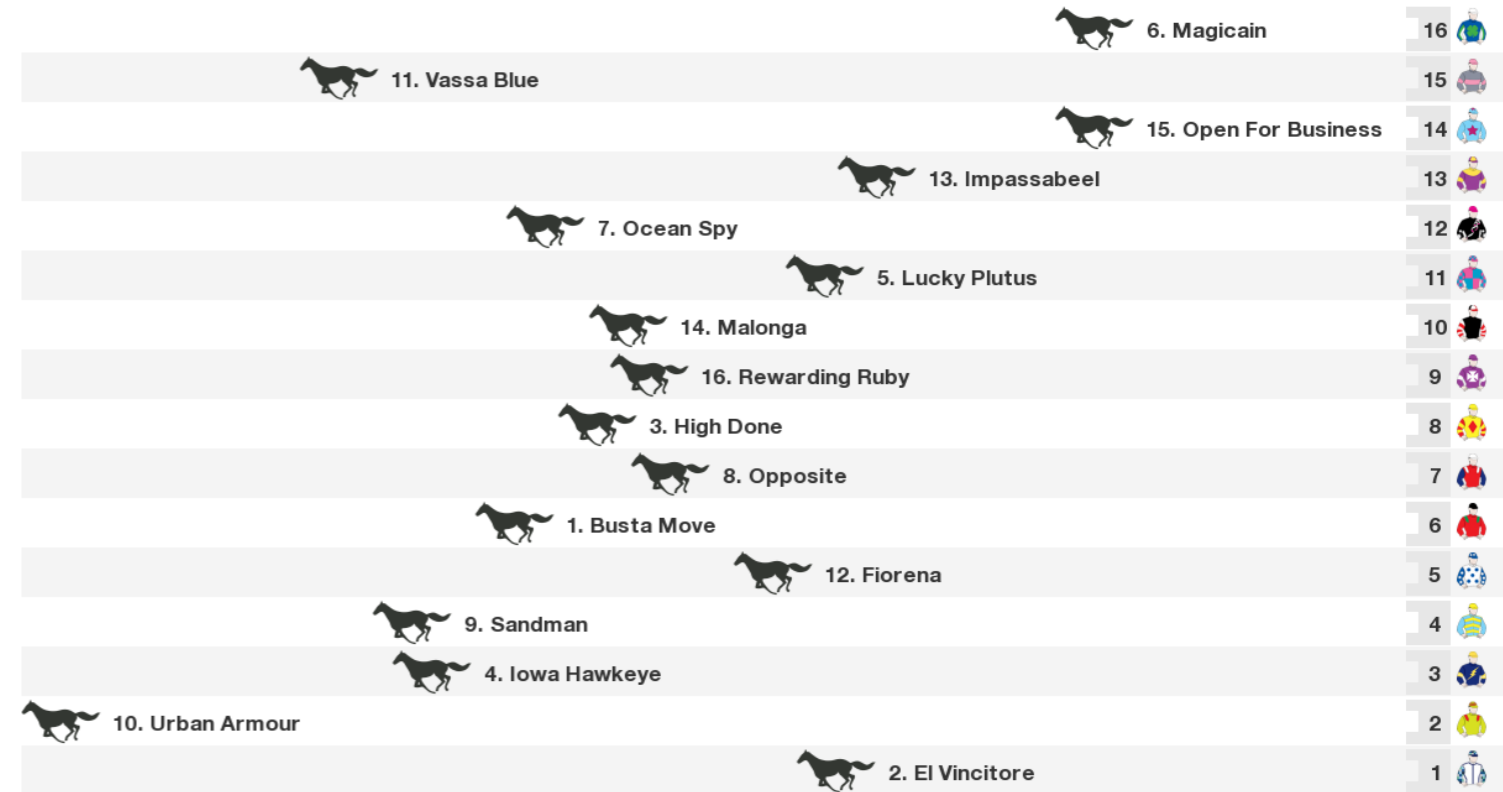 6. Magicain 16
11. Vassa Blue 15
15. Open For Business 14
13. Impassabeel 13
7. Ocean Spy 12
5. Lucky Plutus 11
14. Malonga 10
16. Rewarding Ruby 9
3. High Done 8
8. Opposite 7
1. Busta Move 6
12. Fiorena 5
9. Sandman 4
4. Iowa Hawkeye 3
10. Urban Armour 2
2. El Vincitore 1